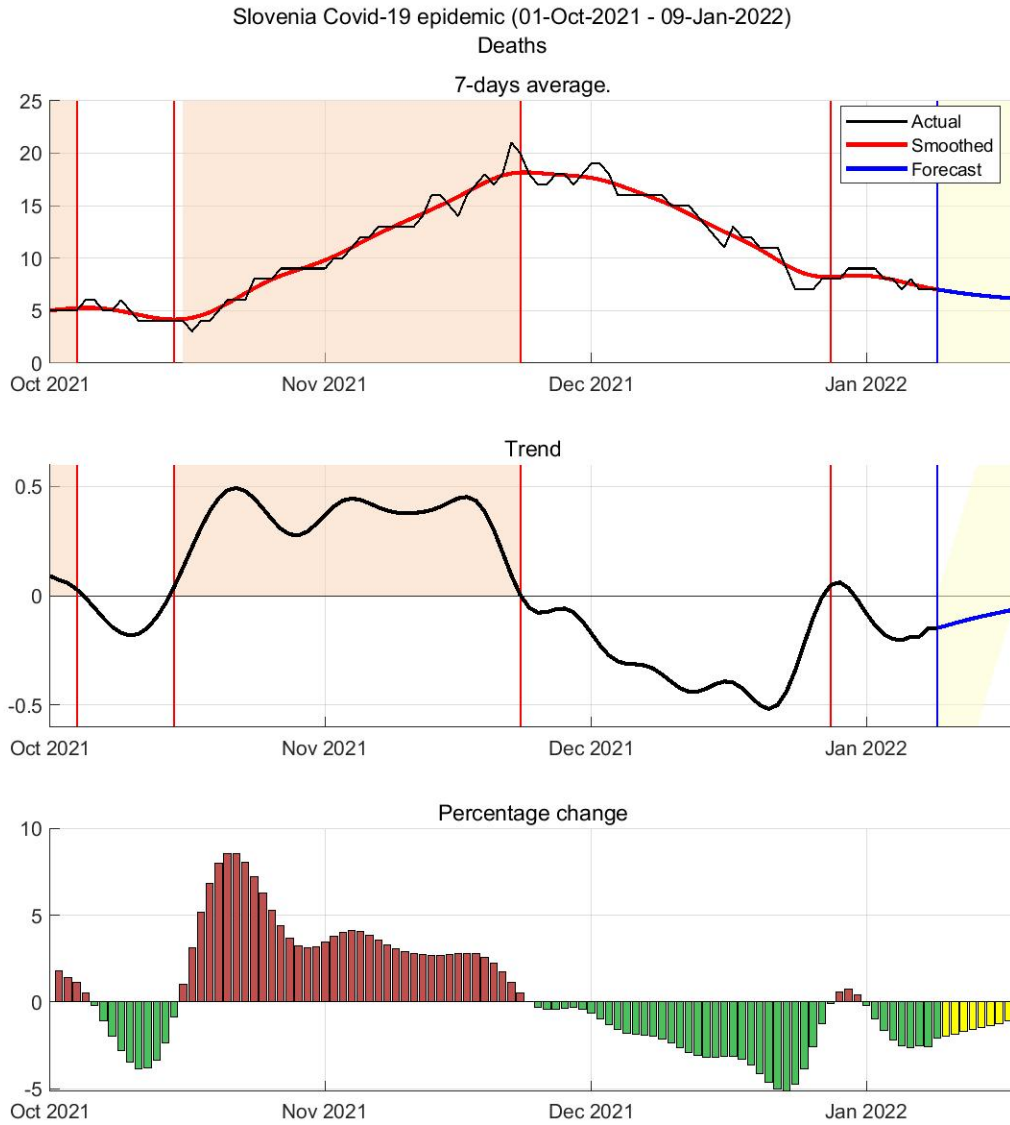 Slovenia Covid-19 epidemic (01-Oct-2021 - 09-Jan-2022)
Deaths
7-days average.
25
20
15
10
5
0
Actual
Smoothed
Forecast
Oct 2021 Nov 2021 Dec 2021 Jan 2022
Trend
0.5
0
-0.5
Oct 2021 Nov 2021 Dec 2021 Jan 2022
Percentage change
10
5
0
-5
Oct 2021 Nov 2021 Dec 2021 Jan 2022